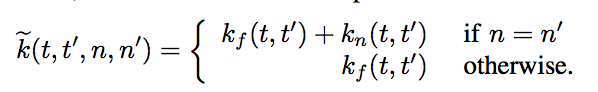 k̃(t, t′, n, n′) = { k_f(t, t′) + k_n(t, t′) if n = n′
k_f(t, t′) otherwise.